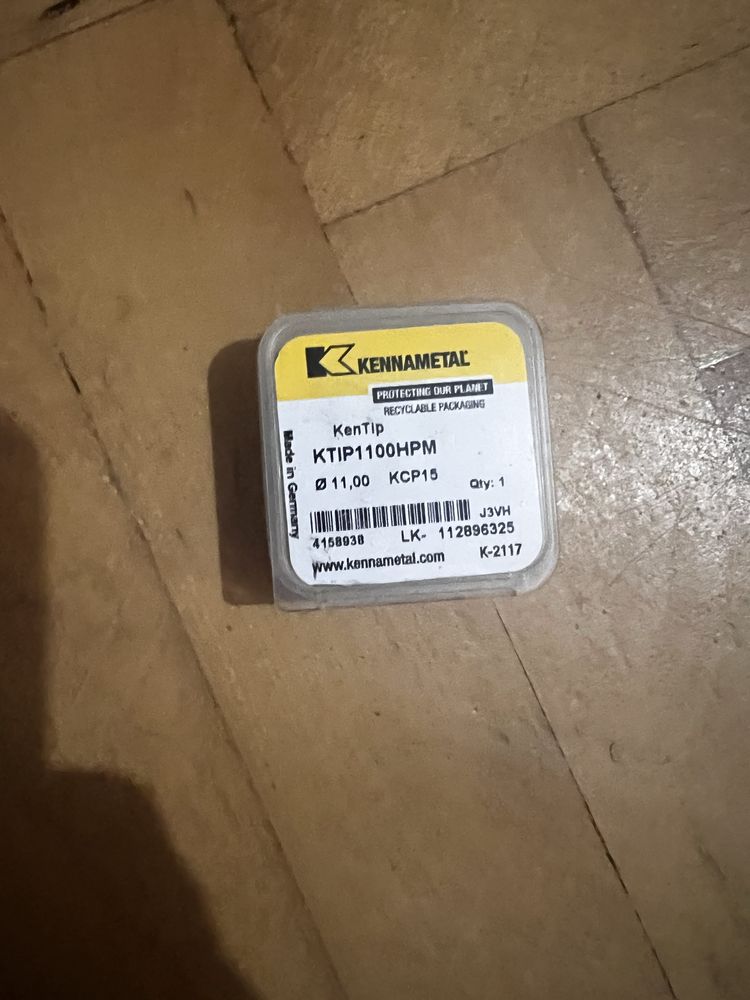 KENNAMETAL
PROTECTING OUR PLANET
RECYCLABLE PACKAGING
KenTip
KTIP1100HPM
Ø 11,00 KCP15 Qty: 1
J3VH
4158938 LK- 112896325
www.kennametal.com K-2117
Made in Germany